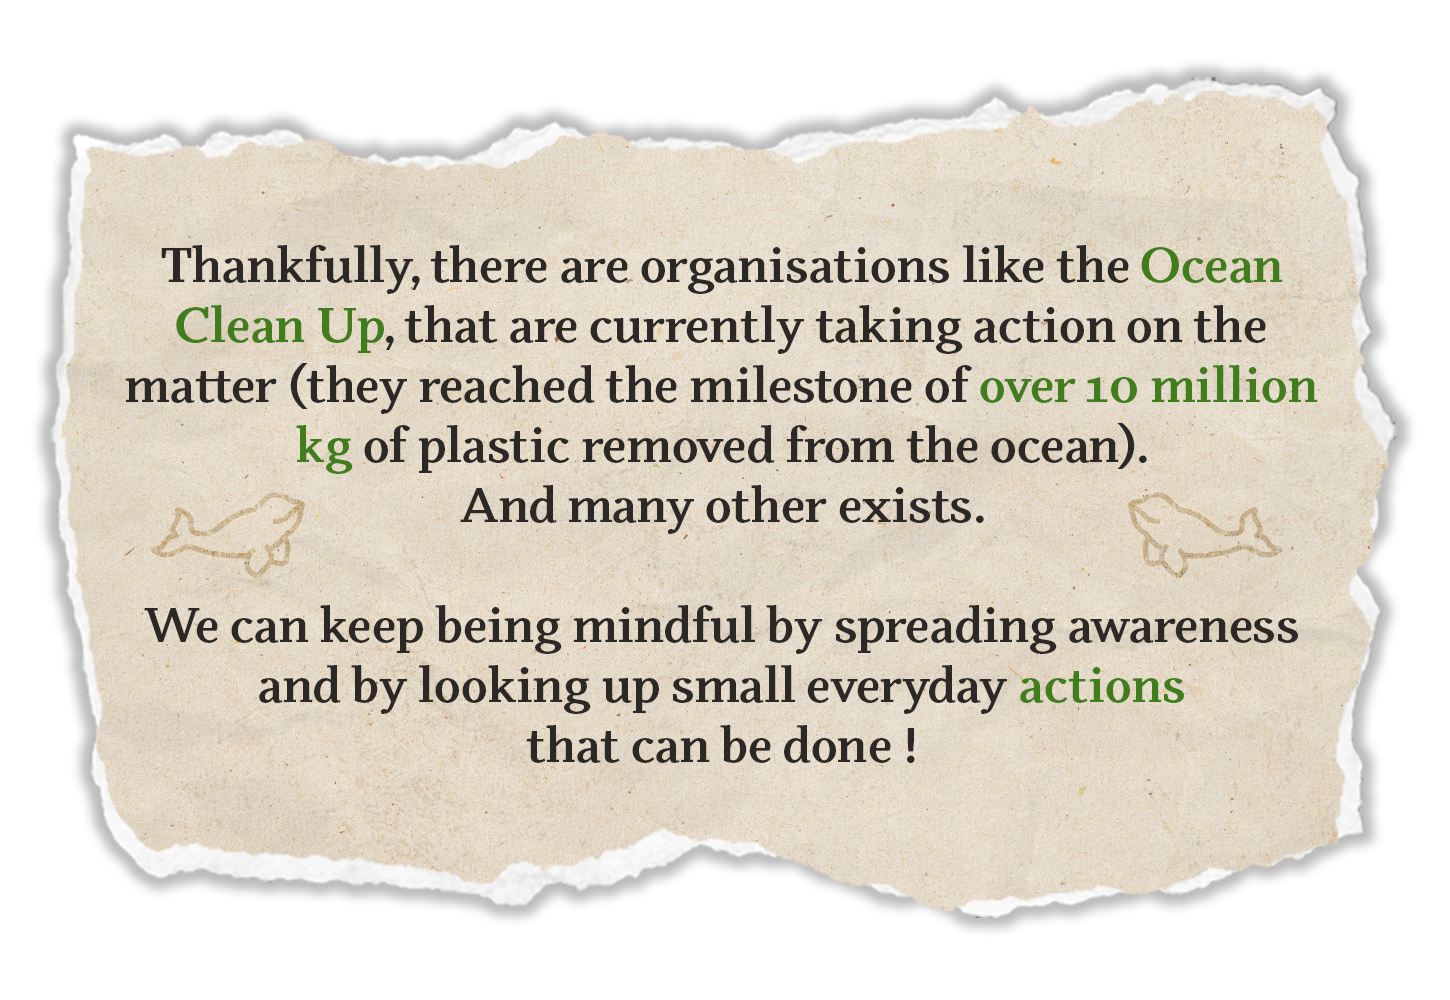 Thankfully, there are organisations like the Ocean
Clean Up, that are currently taking action on the
matter (they reached the milestone of over 10 million
kg of plastic removed from the ocean).
And many other exists.
We can keep being mindful by spreading awareness
and by looking up small everyday actions
that can be done !